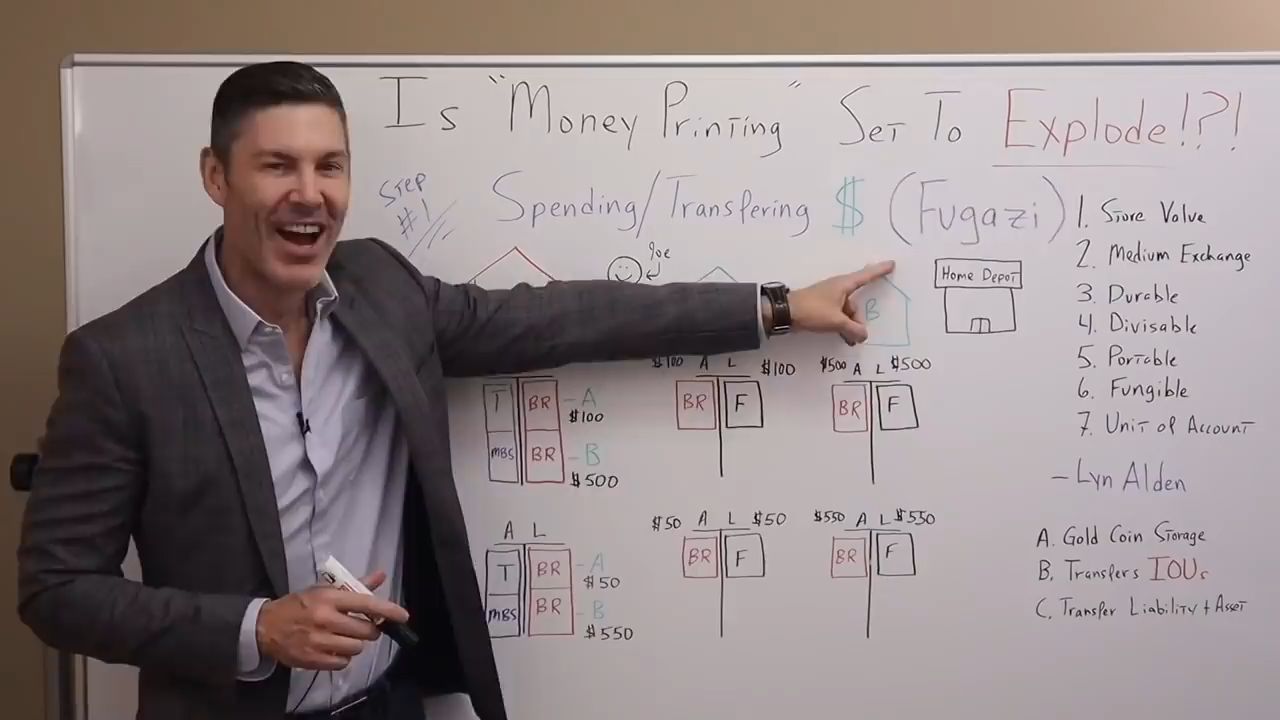 Is "Money Printing" Set To Explode!?!
Step #1
Spending/Transfering $ (Fugazi)
Joe
B
Home Depot
1. Store Value
2. Medium Exchange
3. Durable
4. Divisable
5. Portable
6. Fungible
7. Unit of Account
- Lyn Alden
A. Gold Coin Storage
B. Transfers IOUs
C. Transfer Liability + Asset
T BR - A
$100
MBS BR - B
$500
$100 A L $100
BR F
$500 A L $500
BR F
A L
T BR - A
$50
MBS BR - B
$550
$50 A L $50
BR F
$550 A L $550
BR F